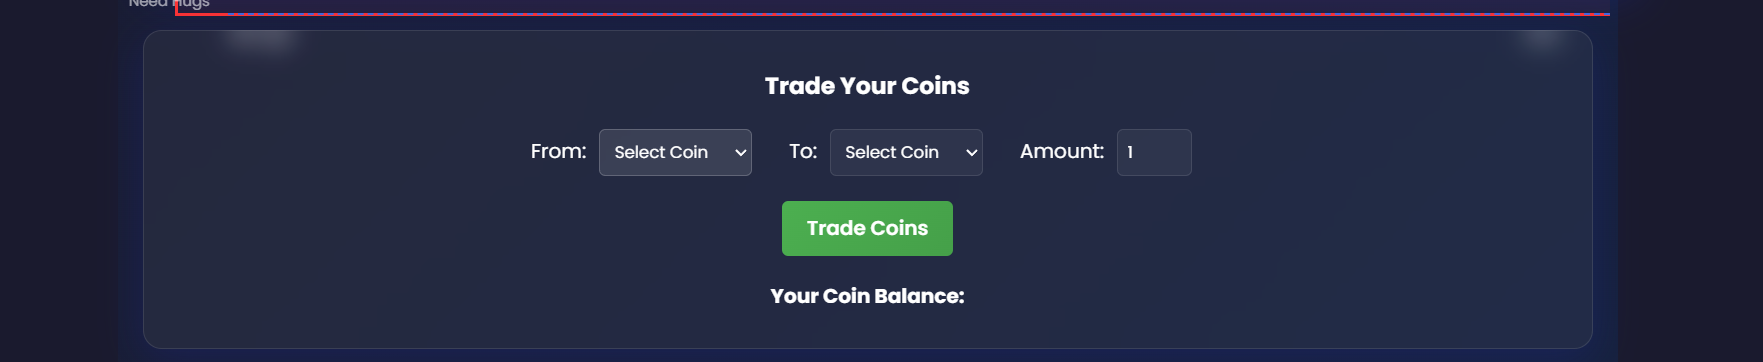 Need Hugs
Trade Your Coins
From: Select Coin To: Select Coin Amount: 1
Trade Coins
Your Coin Balance: